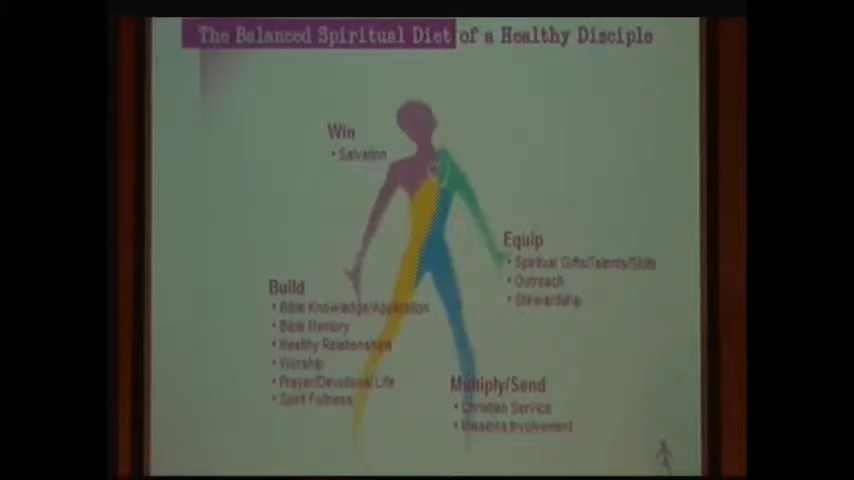 The Balanced Spiritual Diet of a Healthy Disciple
Win
• Salvation
Equip
• Spiritual Gifts/Talents/Skills
• Outreach
• Stewardship
Build
• Bible Knowledge/Application
• Bible Memory
• Healthy Relationships
• Worship
• Prayer/Devotional Life
• Spirit Fullness
Multiply/Send
• Christian Service
• Missions Involvement